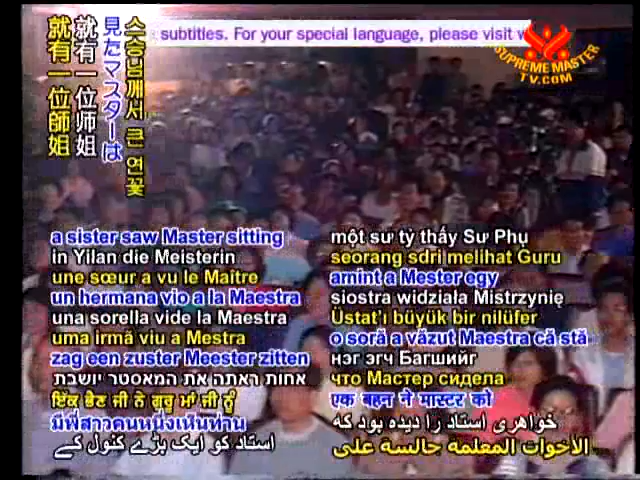 subtitles. For your special language, please visit w
SUPREME MASTER
TV.COM
就有一位師姐
就有一位师姐
見たマスターは
스승님께서 큰 연꽃
a sister saw Master sitting
in Yilan die Meisterin
une sœur a vu le Maître
un hermana vio a la Maestra
una sorella vide la Maestra
uma irmã viu a Mestra
zag een zuster Meester zitten
אחות ראתה את המאסטר יושבת
ਇੱਕ ਭੈਣ ਜੀ ਨੇ ਗੁਰੂ ਮਾਂ ਜੀ ਨੂੰ
มีพี่สาวคนหนึ่งเห็นท่าน
استاد کو ایک بڑے کنول کے
một sư tỷ thấy Sư Phụ
seorang sdri melihat Guru
amint a Mester egy
siostra widziała Mistrzynię
Üstat'ı büyük bir nilüfer
o soră a văzut Maestra că stă
нэг эгч Багшийг
что Мастер сидела
एक बहन ने मास्टर को
خواهری استاد را دیده بود که
الأخوات المعلمة جالسة على